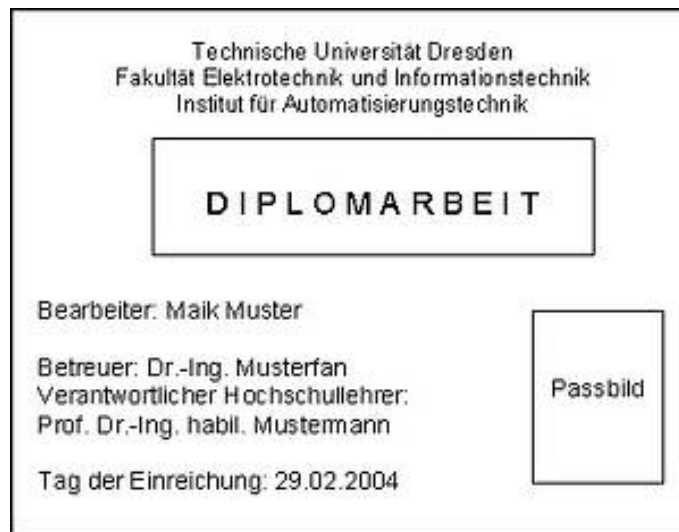 Technische Universität Dresden
Fakultät Elektrotechnik und Informationstechnik
Institut für Automatisierungstechnik
DIPLOMARBEIT
Bearbeiter: Maik Muster
Betreuer: Dr.-Ing. Musterfan
Verantwortlicher Hochschullehrer:
Prof. Dr.-Ing. habil. Mustermann
Passbild
Tag der Einreichung: 29.02.2004